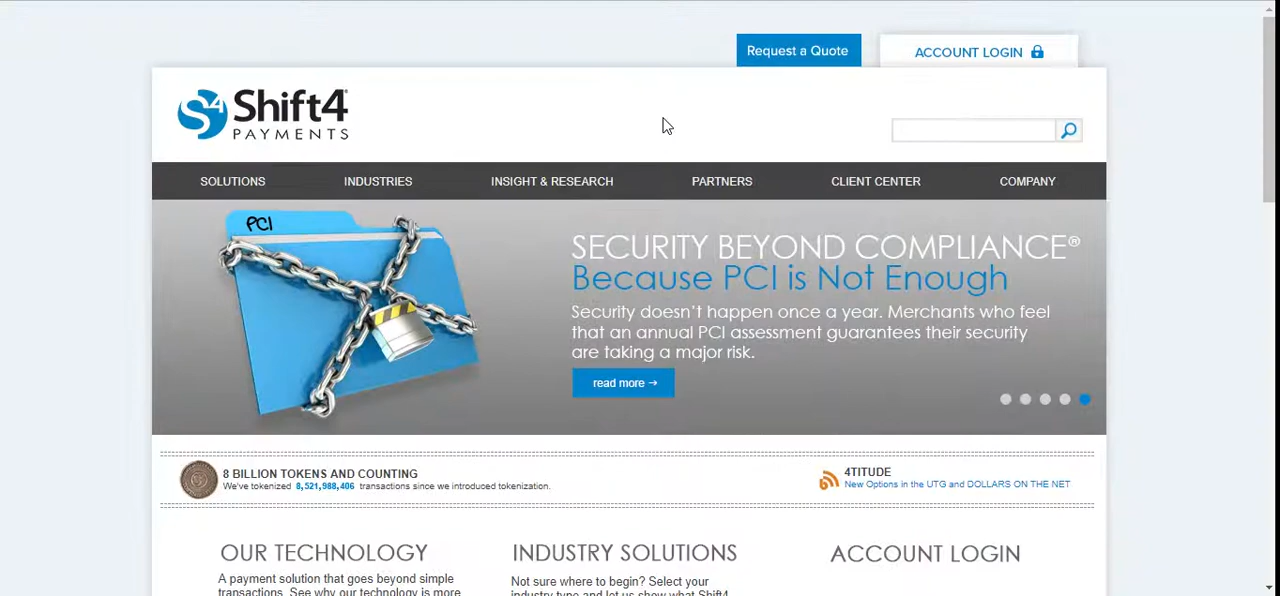 Request a Quote
ACCOUNT LOGIN
S4 Shift4®
PAYMENTS
SOLUTIONS INDUSTRIES INSIGHT & RESEARCH PARTNERS CLIENT CENTER COMPANY
PCI
SECURITY BEYOND COMPLIANCE®
Because PCI is Not Enough
Security doesn't happen once a year. Merchants who feel
that an annual PCI assessment guarantees their security
are taking a major risk.
read more →
8 BILLION TOKENS AND COUNTING
We've tokenized 8,521,988,406 transactions since we introduced tokenization.
4TITUDE
New Options in the UTG and DOLLARS ON THE NET
OUR TECHNOLOGY
A payment solution that goes beyond simple
transactions. See why our technology is more
INDUSTRY SOLUTIONS
Not sure where to begin? Select your
industry type and let us show what Shift4
ACCOUNT LOGIN